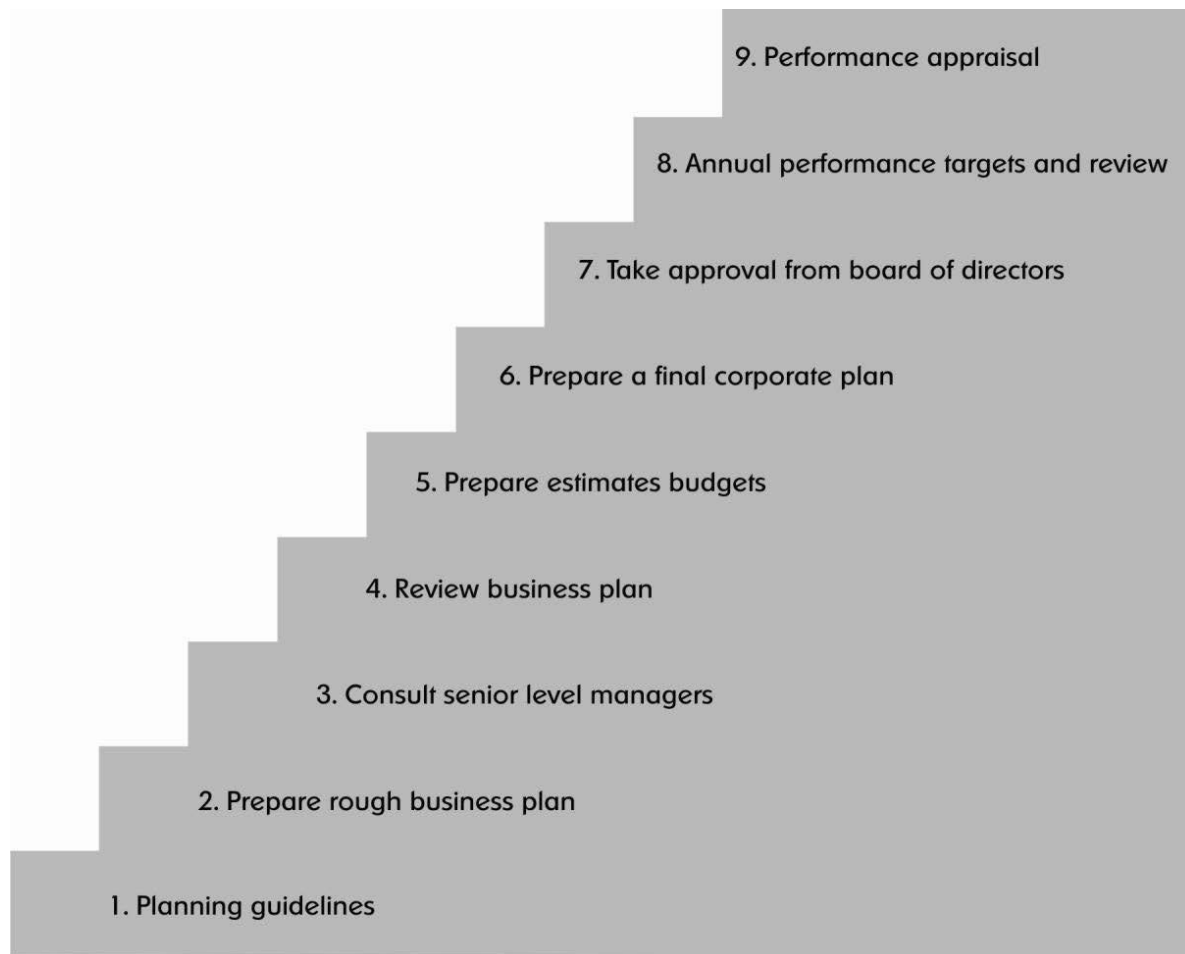 9. Performance appraisal
8. Annual performance targets and review
7. Take approval from board of directors
6. Prepare a final corporate plan
5. Prepare estimates budgets
4. Review business plan
3. Consult senior level managers
2. Prepare rough business plan
1. Planning guidelines